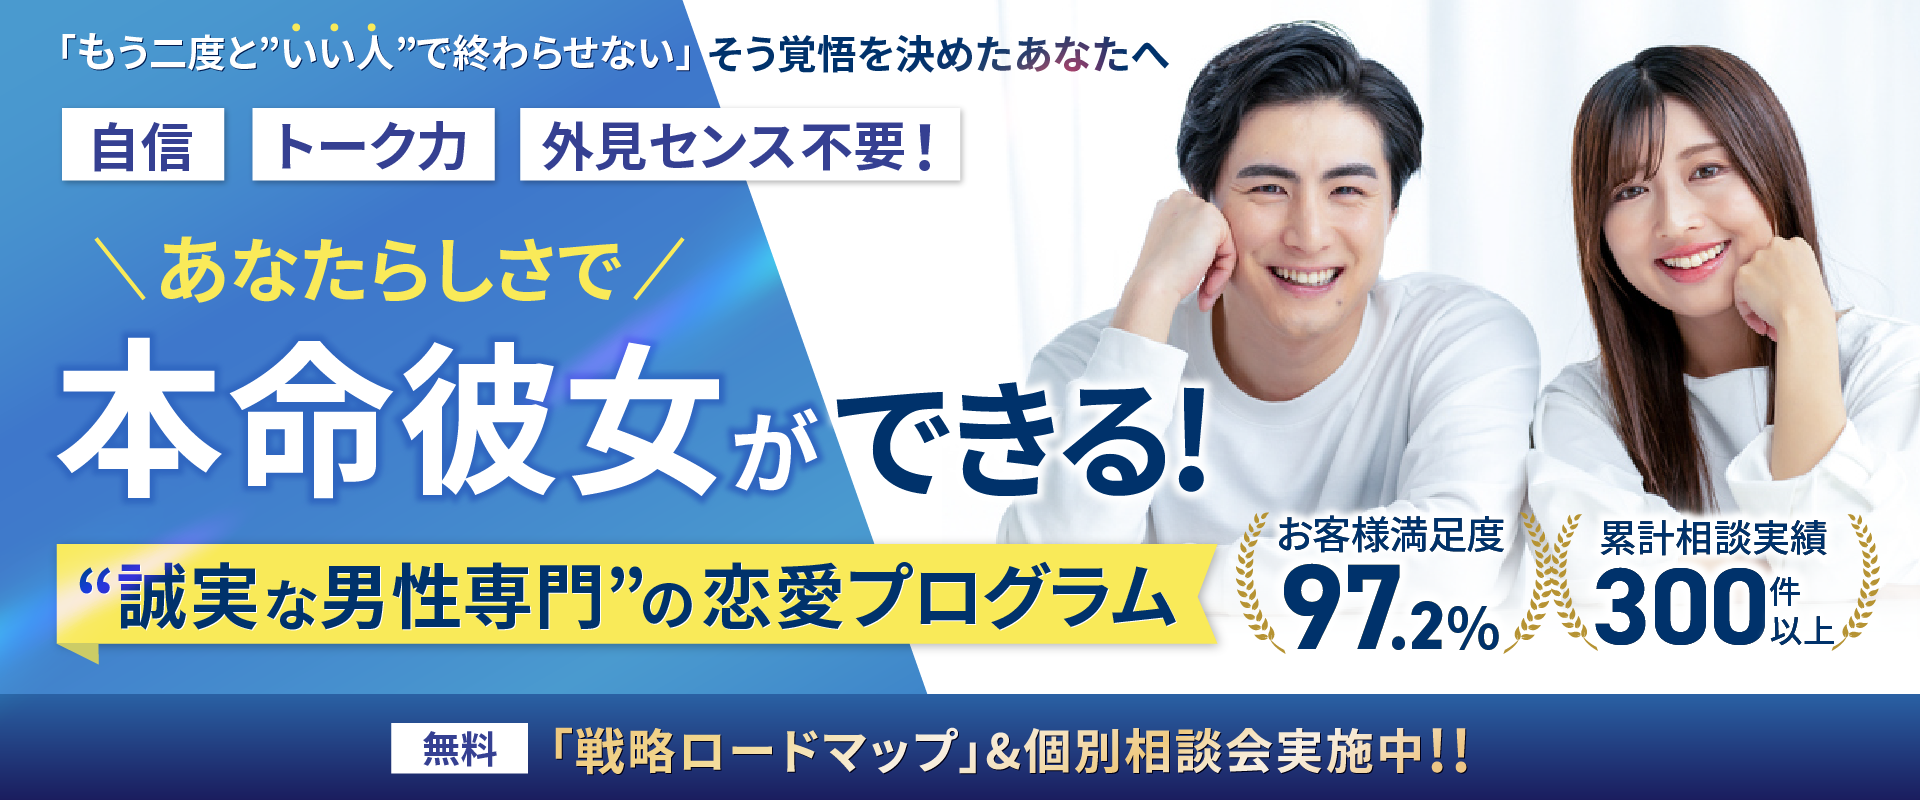 「もう二度と”いい人”で終わらせない」そう覚悟を決めたあなたへ
自信 トーク力 外見センス不要！
＼あなたらしさで／
本命彼女ができる！
“誠実な男性専門”の恋愛プログラム
お客様満足度
97.2%
累計相談実績
300件以上
無料 「戦略ロードマップ」&個別相談会実施中！！